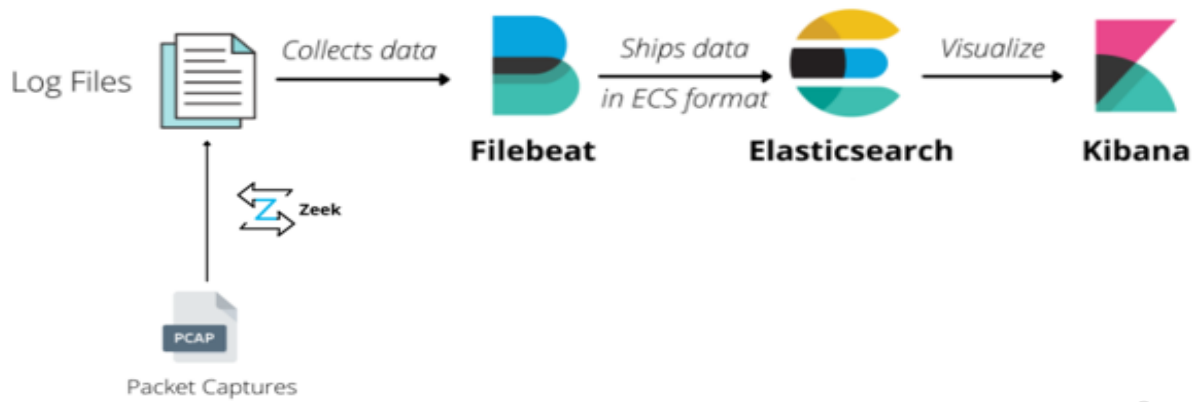 Log Files
Collects data
Ships data
in ECS format
Visualize
Filebeat
Elasticsearch
Kibana
Z
Zeek
PCAP
Packet Captures